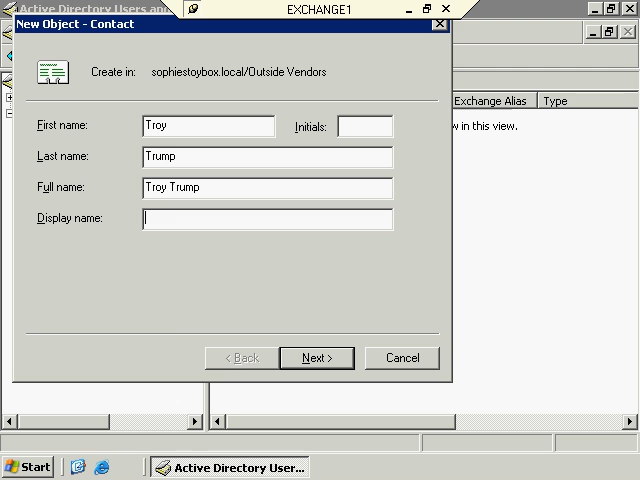 Active Directory Users an
EXCHANGE1
New Object - Contact
Create in: sophiestoybox.local/Outside Vendors
Exchange Alias Type
First name: Troy Initials:
w in this view.
Last name: Trump
Full name: Troy Trump
Display name:
< Back Next > Cancel
Start Active Directory User...